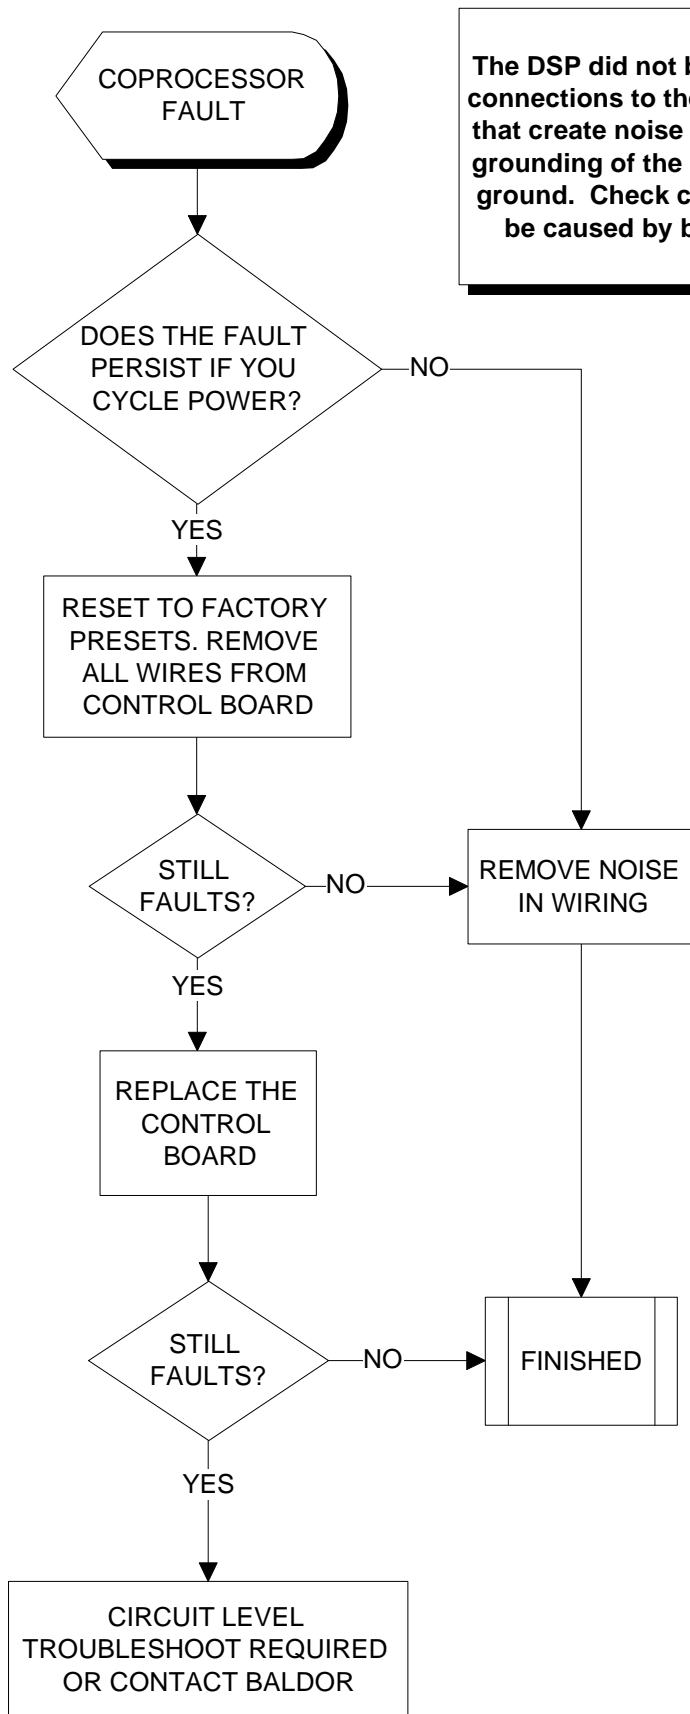 COPROCESSOR
FAULT
The DSP did not
connections to the
that create noise
grounding of the
ground.  Check
be caused by
DOES THE FAULT
PERSIST IF YOU
CYCLE POWER?
NO
YES
RESET TO FACTORY
PRESETS. REMOVE
ALL WIRES FROM
CONTROL BOARD
STILL
FAULTS?
NO
REMOVE NOISE
IN WIRING
YES
REPLACE THE
CONTROL
BOARD
STILL
FAULTS?
NO
FINISHED
YES
CIRCUIT LEVEL
TROUBLESHOOT REQUIRED
OR CONTACT BALDOR